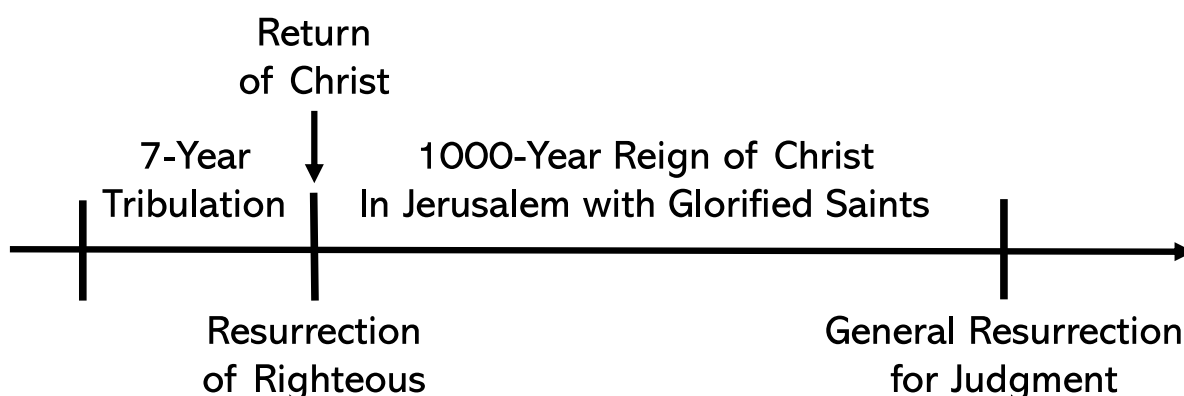 Return
of Christ
7-Year
Tribulation
1000-Year Reign of Christ
In Jerusalem with Glorified Saints
Resurrection
of Righteous
General Resurrection
for Judgment